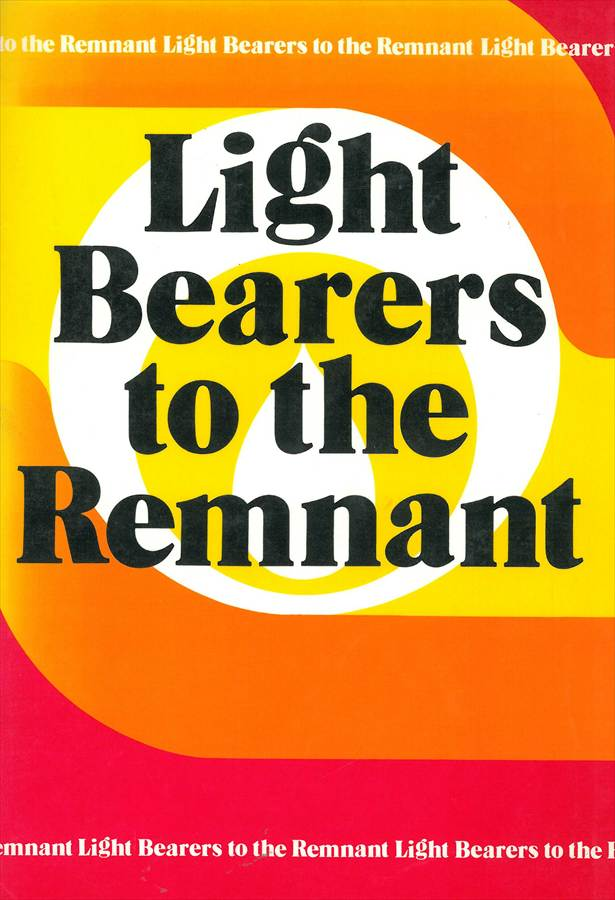 to the Remnant Light Bearers to the Remnant Light Bearer
Light
Bearers
to the
Remnant
emnant Light Bearers to the Remnant Light Bearers to the